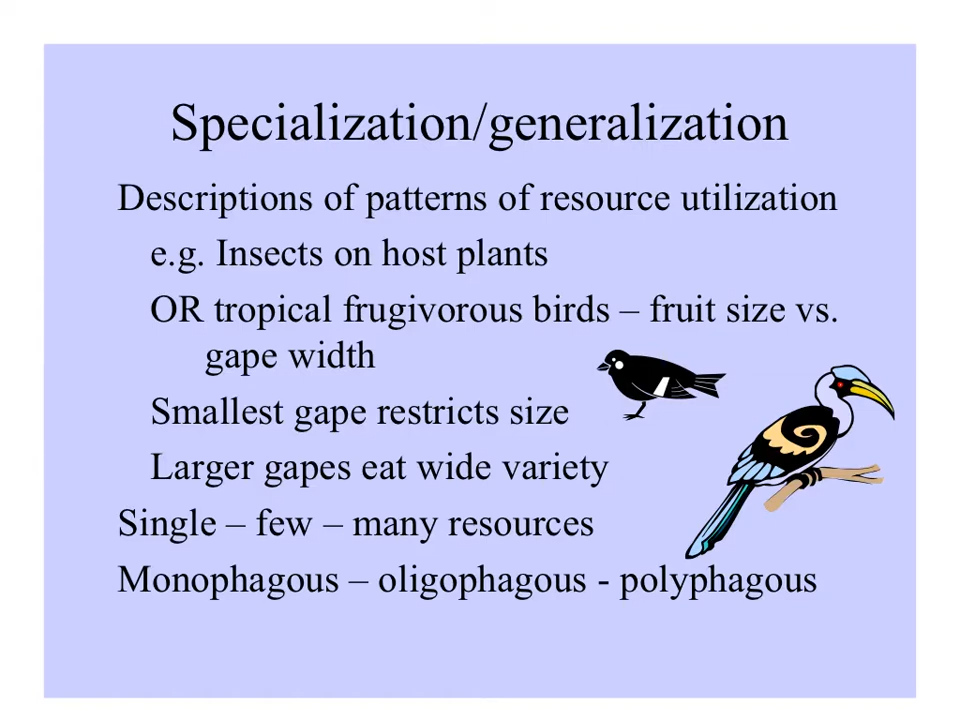 Specialization/generalization
Descriptions of patterns of resource utilization
e.g. Insects on host plants
OR tropical frugivorous birds – fruit size vs.
gape width
Smallest gape restricts size
Larger gapes eat wide variety
Single – few – many resources
Monophagous – oligophagous - polyphagous